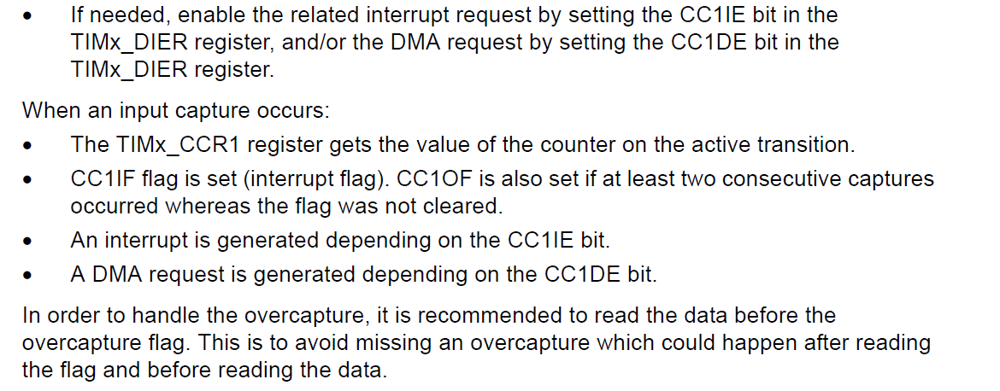 • If needed, enable the related interrupt request by setting the CC1IE bit in the
TIMx_DIER register, and/or the DMA request by setting the CC1DE bit in the
TIMx_DIER register.
When an input capture occurs:
• The TIMx_CCR1 register gets the value of the counter on the active transition.
• CC1IF flag is set (interrupt flag). CC1OF is also set if at least two consecutive captures
occurred whereas the flag was not cleared.
• An interrupt is generated depending on the CC1IE bit.
• A DMA request is generated depending on the CC1DE bit.
In order to handle the overcapture, it is recommended to read the data before the
overcapture flag. This is to avoid missing an overcapture which could happen after reading
the flag and before reading the data.